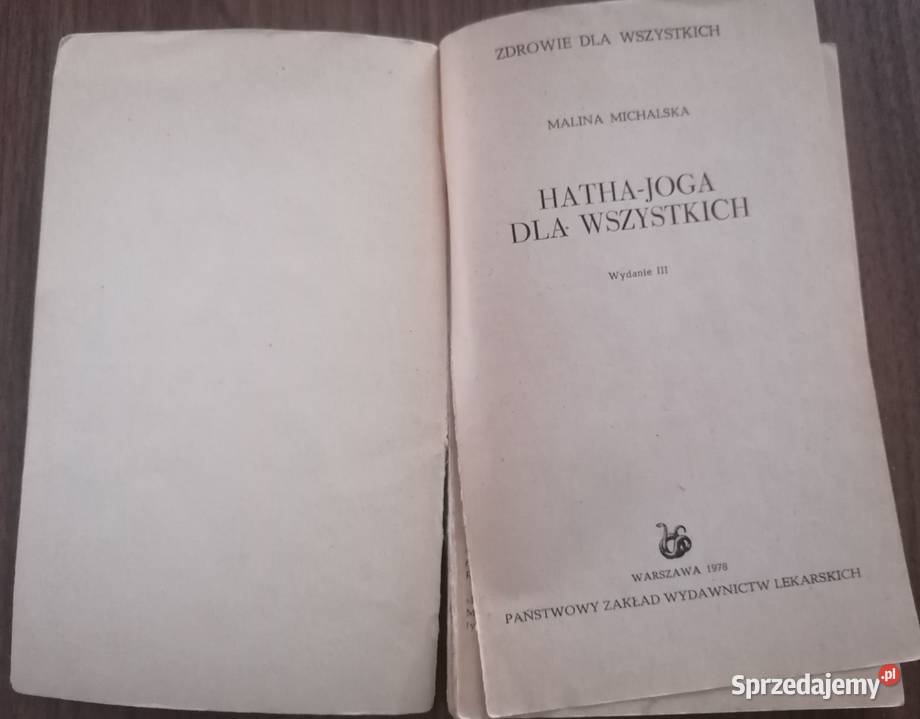 ZDROWIE DLA WSZYSTKICH
MALINA MICHALSKA
HATHA-JOGA
DLA WSZYSTKICH
Wydanie III
WARSZAWA 1978
PAŃSTWOWY ZAKŁAD WYDAWNICTW LEKARSKICH
Sprzedajemy.pl